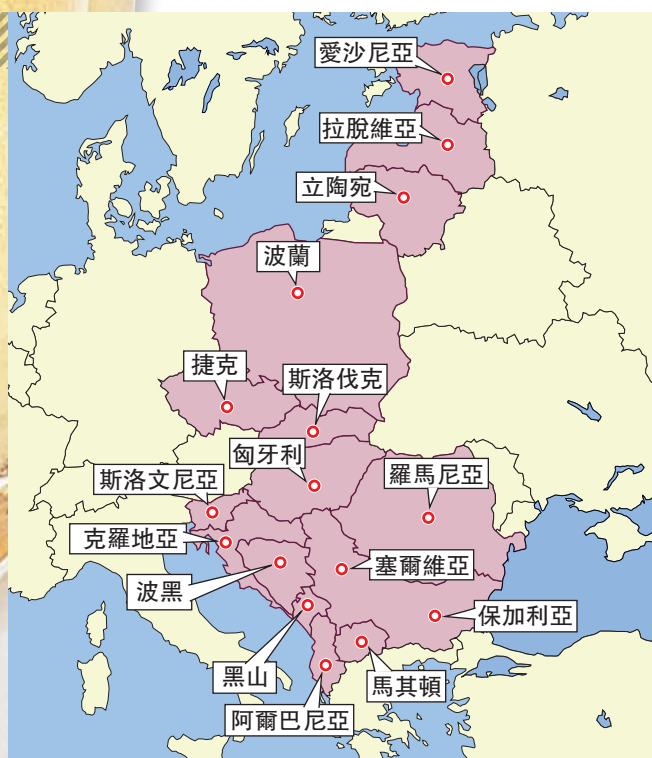 愛沙尼亞
拉脫維亞
立陶宛
波蘭
捷克
斯洛伐克
匈牙利
斯洛文尼亞
羅馬尼亞
克羅地亞
塞爾維亞
波黑
保加利亞
黑山
馬其頓
阿爾巴尼亞